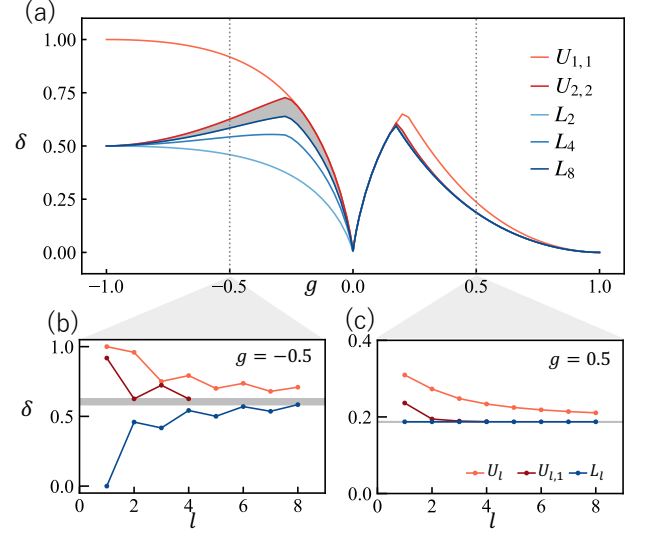 (a)
1.00
0.75
0.50
0.25
0.00
δ
U1,1
U2,2
L2
L4
L8
−1.0 −0.5 g 0.0 0.5 1.0
(b)
1.0
0.5
0.0
δ
g = −0.5
0 2 4 6 8
l
(c)
0.4
0.2
0.0
g = 0.5
Ul Ul,1 Ll
0 2 4 6 8
l